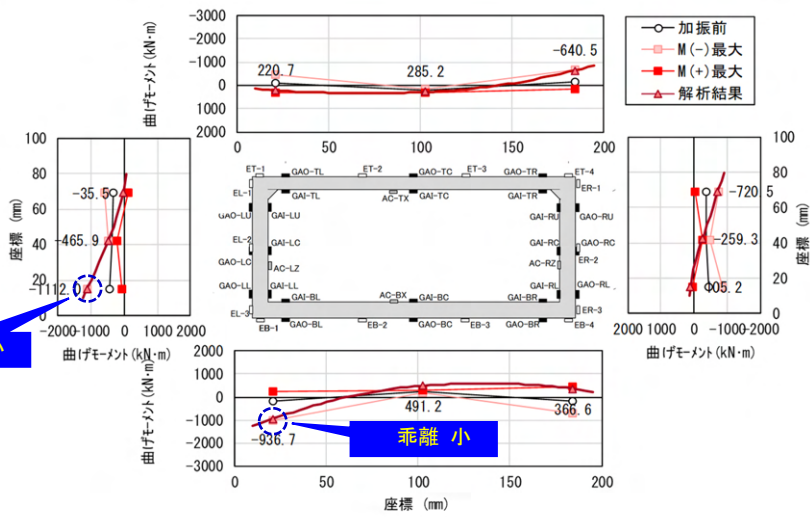 -3000
-2000
-1000
0
1000
2000
曲げモーメント(kN・m)
220.7
285.2
-640.5
0
50
100
150
200
加振前
M(-)最大
M(+)最大
解析結果
100
80
60
40
20
0
座標 (mm)
-35.5
-465.9
-1112.0
-2000
-1000
0
1000
2000
曲げモーメント(kN・m)
ET-1
GAO-TL
ET-2
GAO-TC
ET-3
GAO-TR
ET-4
EL-1
GAI-TL
AC-TX
GAI-TC
GAI-TR
ER-1
GAO-LU
GAI-LU
GAI-RU
GAO-RU
EL-2
GAI-LC
GAI-RC
GAO-RC
GAO-LC
AC-LZ
AC-RZ
ER-2
GAO-LL
GAI-LL
GAI-RL
GAO-RL
EL-3
GAI-BL
AC-BX
GAI-BC
GAI-BR
ER-3
EB-1
GAO-BL
EB-2
GAO-BC
EB-3
GAO-BR
EB-4
100
80
60
40
20
0
座標 (mm)
-720.5
-259.3
05.2
2000
1000
0
-1000
-2000
曲げモーメント(kN・m)
小
2000
1000
0
-1000
-2000
-3000
曲げモーメント(kN・m)
-936.7
491.2
366.6
乖離 小
0
50
100
150
200
座標 (mm)